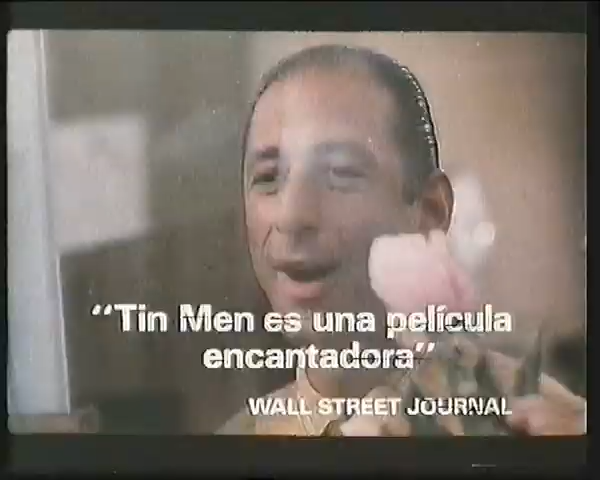 “Tin Men es una película
encantadora”
WALL STREET JOURNAL